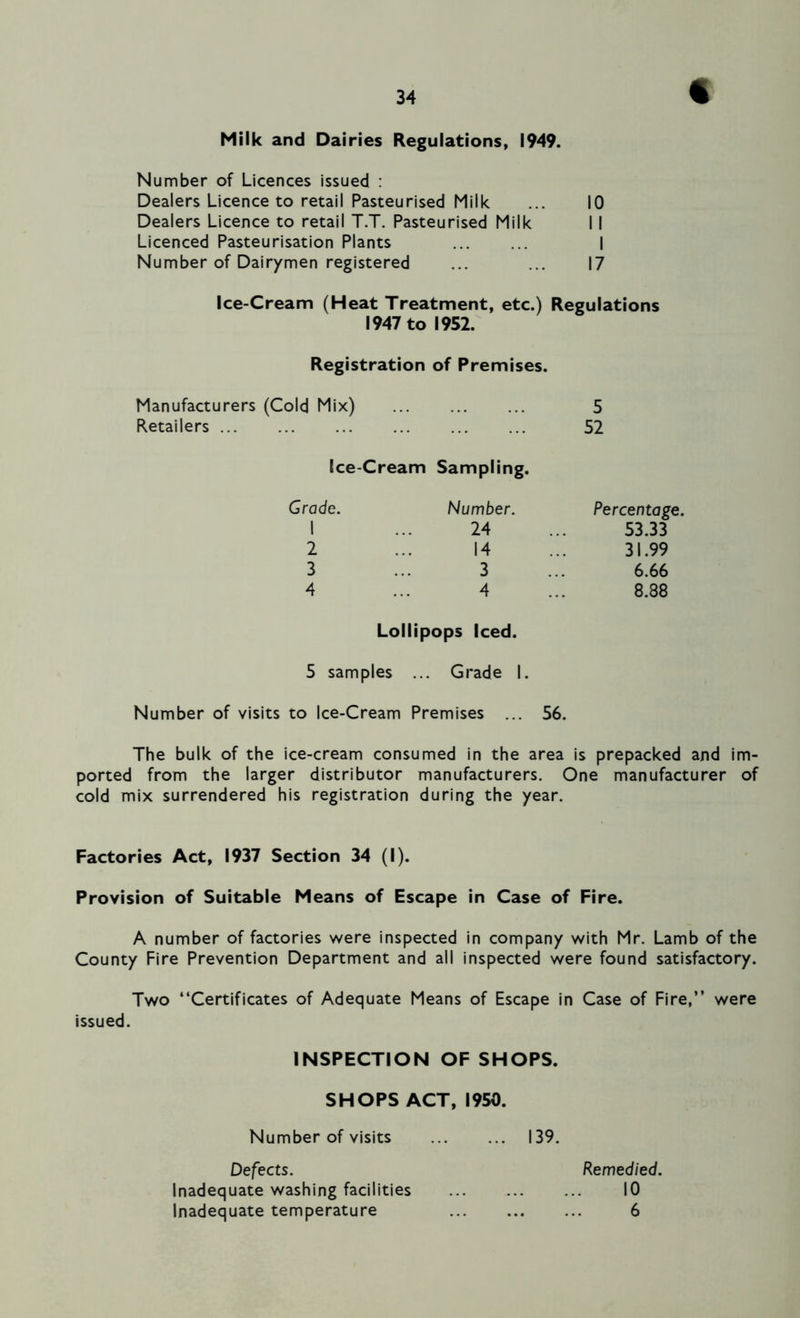 34
Milk and Dairies Regulations, 1949.
Number of Licences issued :
Dealers Licence to retail Pasteurised Milk ... 10
Dealers Licence to retail T.T. Pasteurised Milk 11
Licenced Pasteurisation Plants ... ... 1
Number of Dairymen registered ... ... 17
Ice-Cream (Heat Treatment, etc.) Regulations
1947 to 1952.
Registration of Premises.
Manufacturers (Cold Mix) ... ... ... 5
Retailers ... ... ... ... ... ... 52
Ice-Cream Sampling.
Grade. Number. Percentage.
1 ... 24 ... 53.33
2 ... 14 ... 31.99
3 ... 3 ... 6.66
4 ... 4 ... 8.88
Lollipops Iced.
5 samples ... Grade 1.
Number of visits to Ice-Cream Premises ... 56.
The bulk of the ice-cream consumed in the area is prepacked and im-
ported from the larger distributor manufacturers. One manufacturer of
cold mix surrendered his registration during the year.
Factories Act, 1937 Section 34 (1).
Provision of Suitable Means of Escape in Case of Fire.
A number of factories were inspected in company with Mr. Lamb of the
County Fire Prevention Department and all inspected were found satisfactory.
Two “Certificates of Adequate Means of Escape in Case of Fire,” were
issued.
INSPECTION OF SHOPS.
SHOPS ACT, 1950.
Number of visits ... ... 139.
Defects. Remedied.
Inadequate washing facilities ... ... ... 10
Inadequate temperature ... ... ... 6